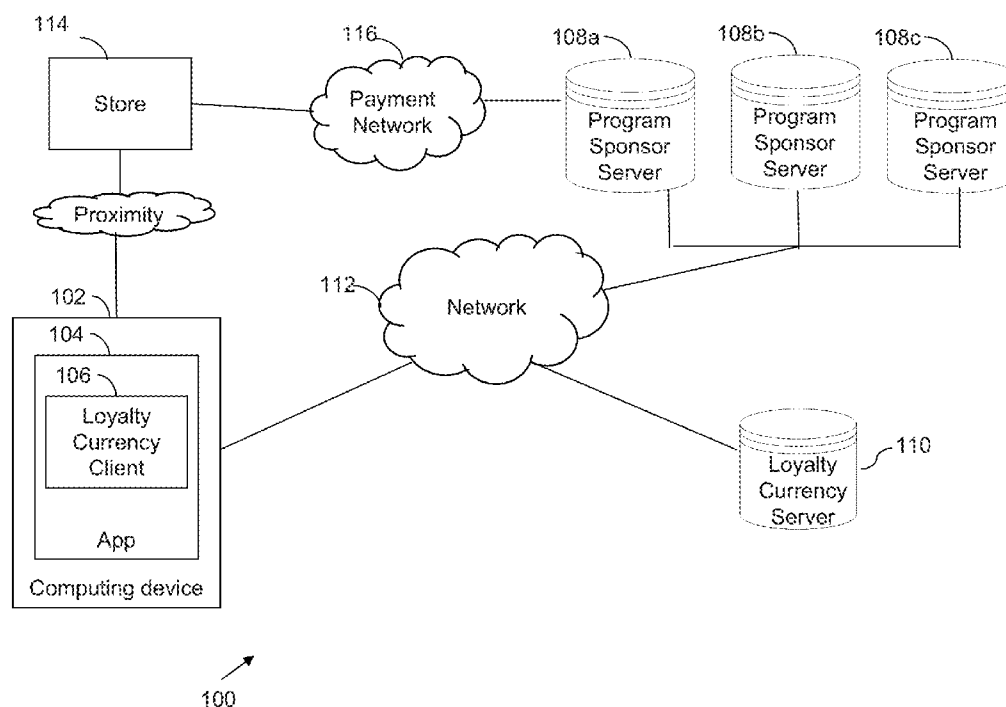 114
Store
116
Payment
Network
108a
Program
Sponsor
Server
108b
Program
Sponsor
Server
108c
Program
Sponsor
Server
Proximity
112
Network
102
104
106
Loyalty
Currency
Client
App
Computing device
Loyalty
Currency
Server
110
100